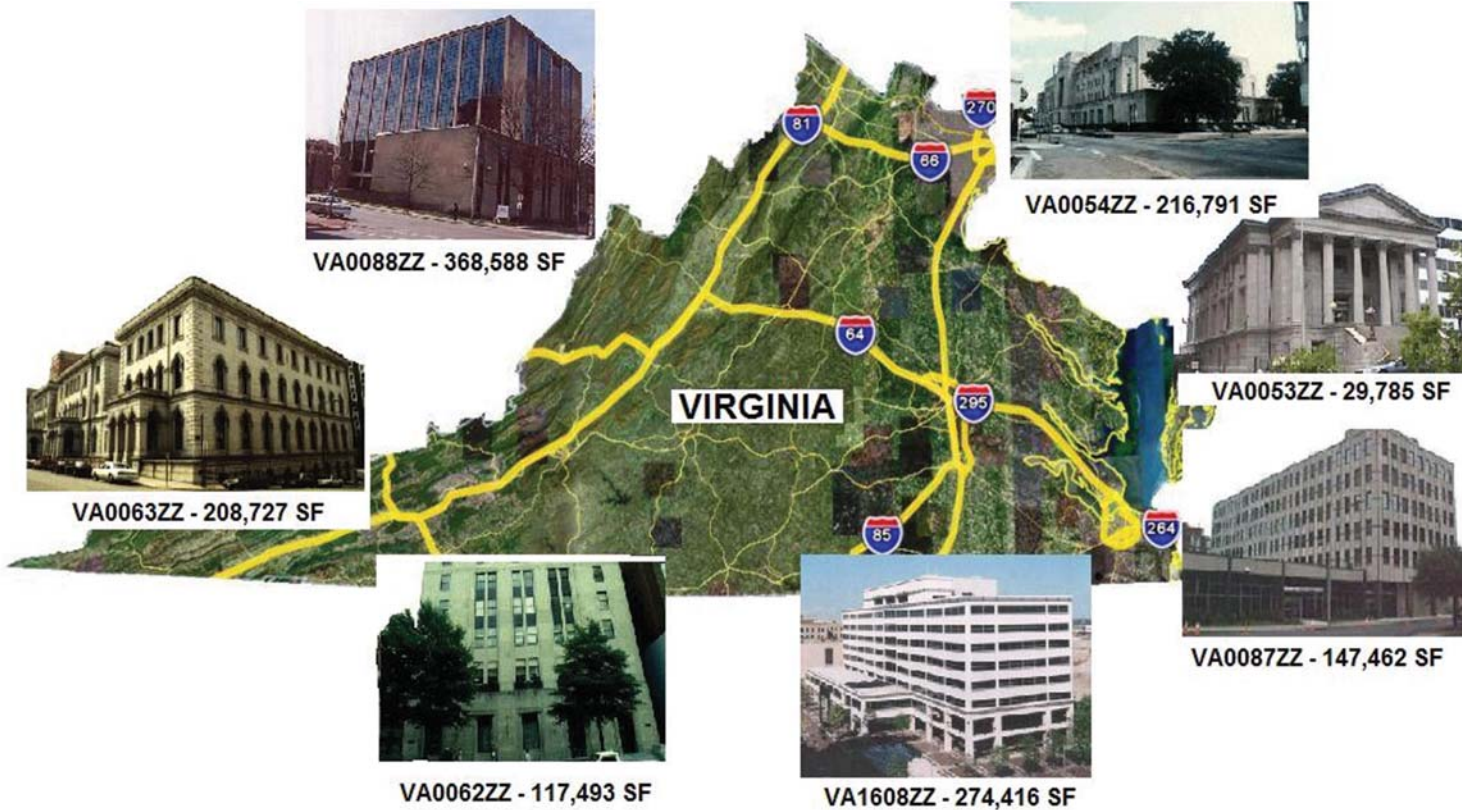 VA0088ZZ - 368,588 SF
VA0054ZZ - 216,791 SF
VA0063ZZ - 208,727 SF
VA0053ZZ - 29,785 SF
VA0062ZZ - 117,493 SF
VA1608ZZ - 274,416 SF
VA0087ZZ - 147,462 SF
VIRGINIA
81
270
66
64
295
85
264